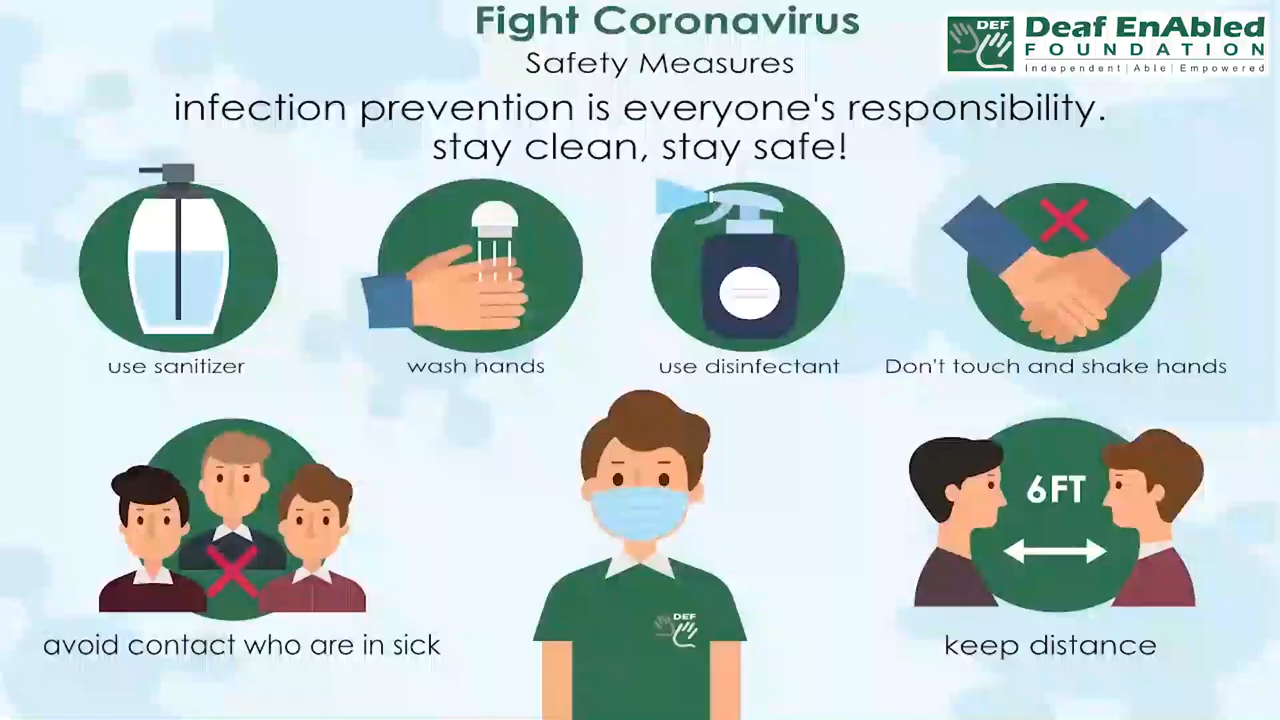 Fight Coronavirus
Safety Measures
DEF
Deaf EnAbled
FOUNDATION
Independent | Able | Empowered
infection prevention is everyone's responsibility.
stay clean, stay safe!
use sanitizer
wash hands
use disinfectant
Don't touch and shake hands
6FT
DEF
avoid contact who are in sick
keep distance